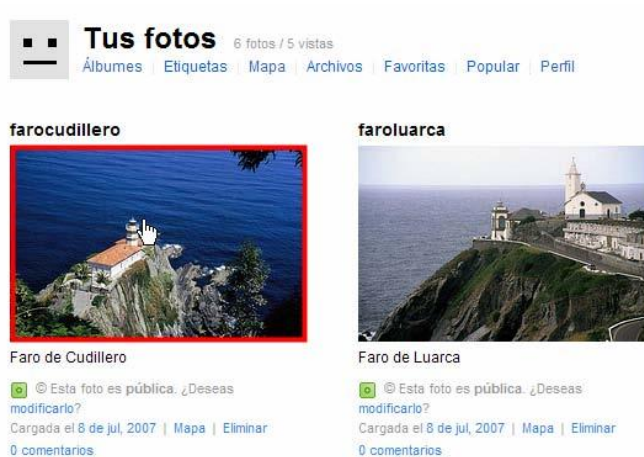 Tus fotos 6 fotos / 5 vistas
Álbumes Etiquetas Mapa Archivos Favoritas Popular Perfil
farocudillero
Faro de Cudillero
© Esta foto es pública. ¿Deseas
modificarlo?
Cargada el 8 de jul, 2007 | Mapa | Eliminar
0 comentarios
faroluarca
Faro de Luarca
© Esta foto es pública. ¿Deseas
modificarlo?
Cargada el 8 de jul, 2007 | Mapa | Eliminar
0 comentarios